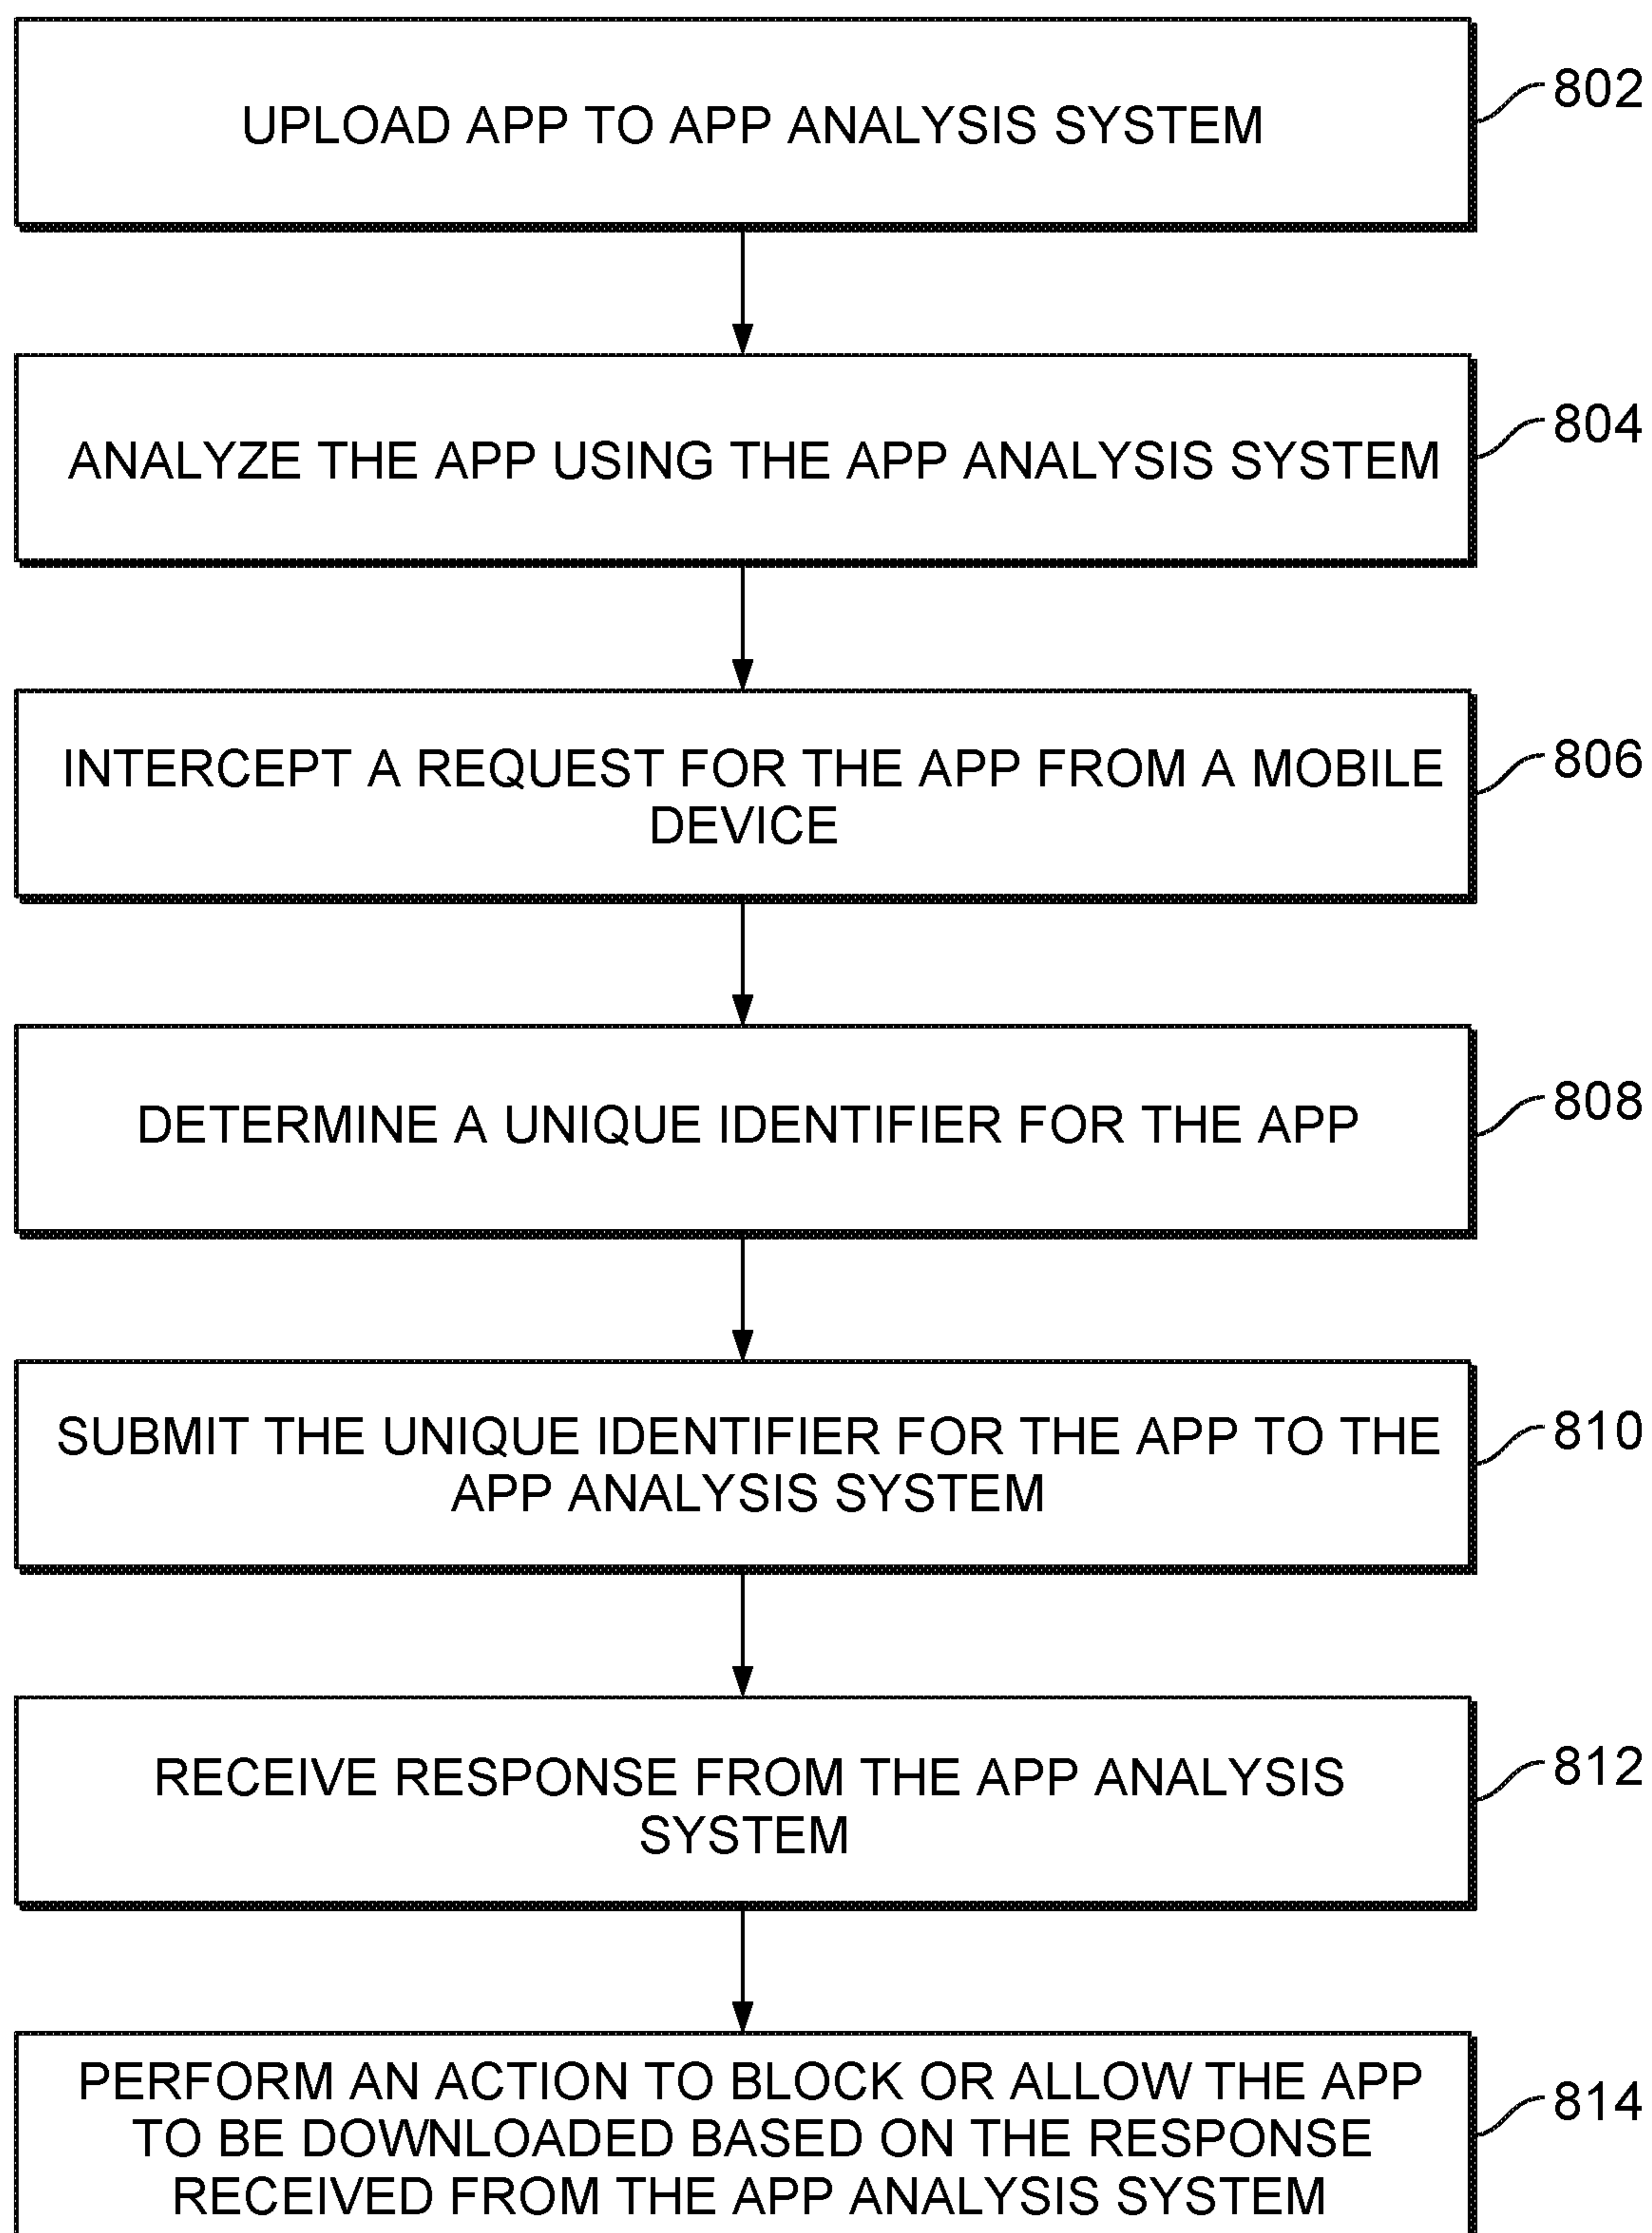 UPLOAD APP TO APP ANALYSIS SYSTEM
802
ANALYZE THE APP USING THE APP ANALYSIS SYSTEM
804
INTERCEPT A REQUEST FOR THE APP FROM A MOBILE
DEVICE
806
DETERMINE A UNIQUE IDENTIFIER FOR THE APP
808
SUBMIT THE UNIQUE IDENTIFIER FOR THE APP TO THE
APP ANALYSIS SYSTEM
810
RECEIVE RESPONSE FROM THE APP ANALYSIS
SYSTEM
812
PERFORM AN ACTION TO BLOCK OR ALLOW THE APP
TO BE DOWNLOADED BASED ON THE RESPONSE
RECEIVED FROM THE APP ANALYSIS SYSTEM
814